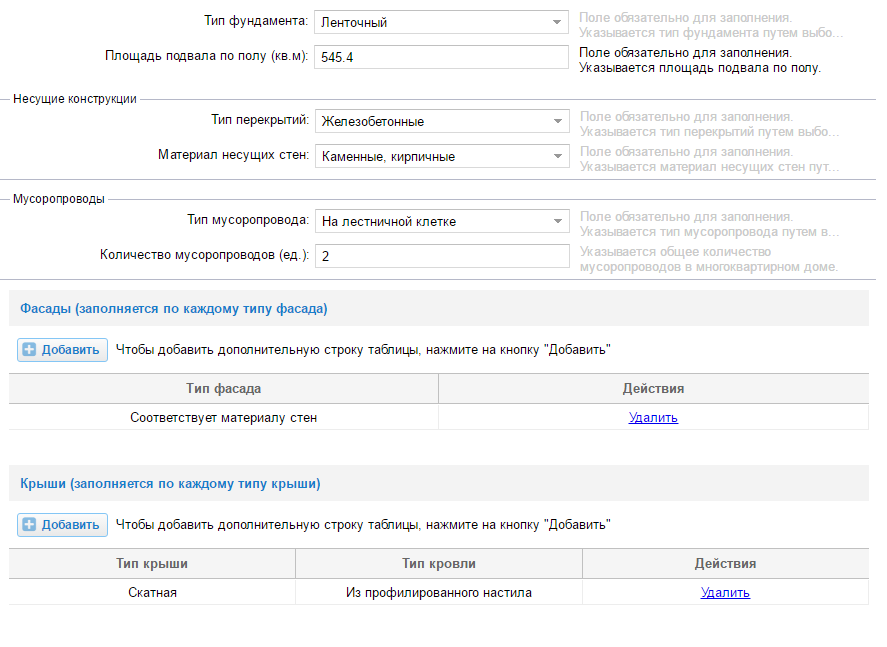 Тип фундамента: Ленточный Поле обязательно для заполнения.
Указывается тип фундамента путем выбо...
Площадь подвала по полу (кв.м): 545.4 Поле обязательно для заполнения.
Указывается площадь подвала по полу.
Несущие конструкции
Тип перекрытий: Железобетонные Поле обязательно для заполнения.
Указывается тип перекрытий путем выбо...
Материал несущих стен: Каменные, кирпичные Поле обязательно для заполнения.
Указывается материал несущих стен пут...
Мусоропроводы
Тип мусоропровода: На лестничной клетке Поле обязательно для заполнения.
Указывается тип мусоропровода путем в...
Количество мусоропроводов (ед.): 2 Указывается общее количество
мусоропроводов в многоквартирном доме.
Фасады (заполняется по каждому типу фасада)
Добавить Чтобы добавить дополнительную строку таблицы, нажмите на кнопку "Добавить"
Тип фасада Действия
Соответствует материалу стен Удалить
Крыши (заполняется по каждому типу крыши)
Добавить Чтобы добавить дополнительную строку таблицы, нажмите на кнопку "Добавить"
Тип крыши Тип кровли Действия
Скатная Из профилированного настила Удалить